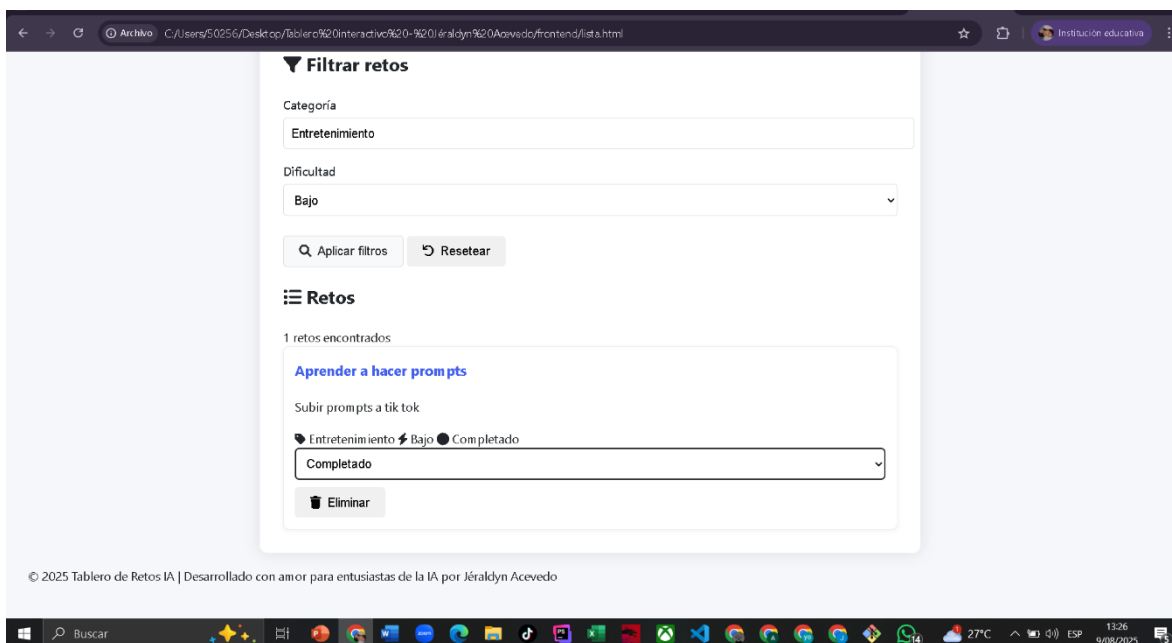 Archivo C:/Users/50256/Desktop/Tablero%20interactivo%20-%20Jéraldyn%20Acevedo/frontend/lista.html Institución educativa
Filtrar retos
Categoría
Entretenimiento
Dificultad
Bajo
Aplicar filtros Resetear
Retos
1 retos encontrados
Aprender a hacer prompts
Subir prompts a tik tok
Entretenimiento Bajo Completado
Completado
Eliminar
© 2025 Tablero de Retos IA | Desarrollado con amor para entusiastas de la IA por Jéraldyn Acevedo
Buscar zoom PS 14 27°C ESP 13:26
9/08/2025